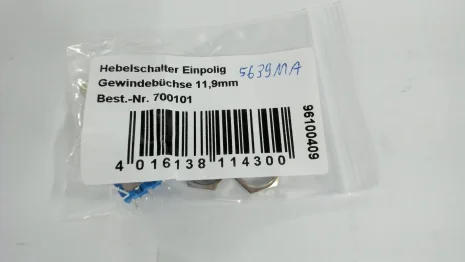 Hebelschalter Einpolig 5639MA
Gewindebüchse 11,9mm
Best.-Nr. 700101
4 016138 114300
96100409